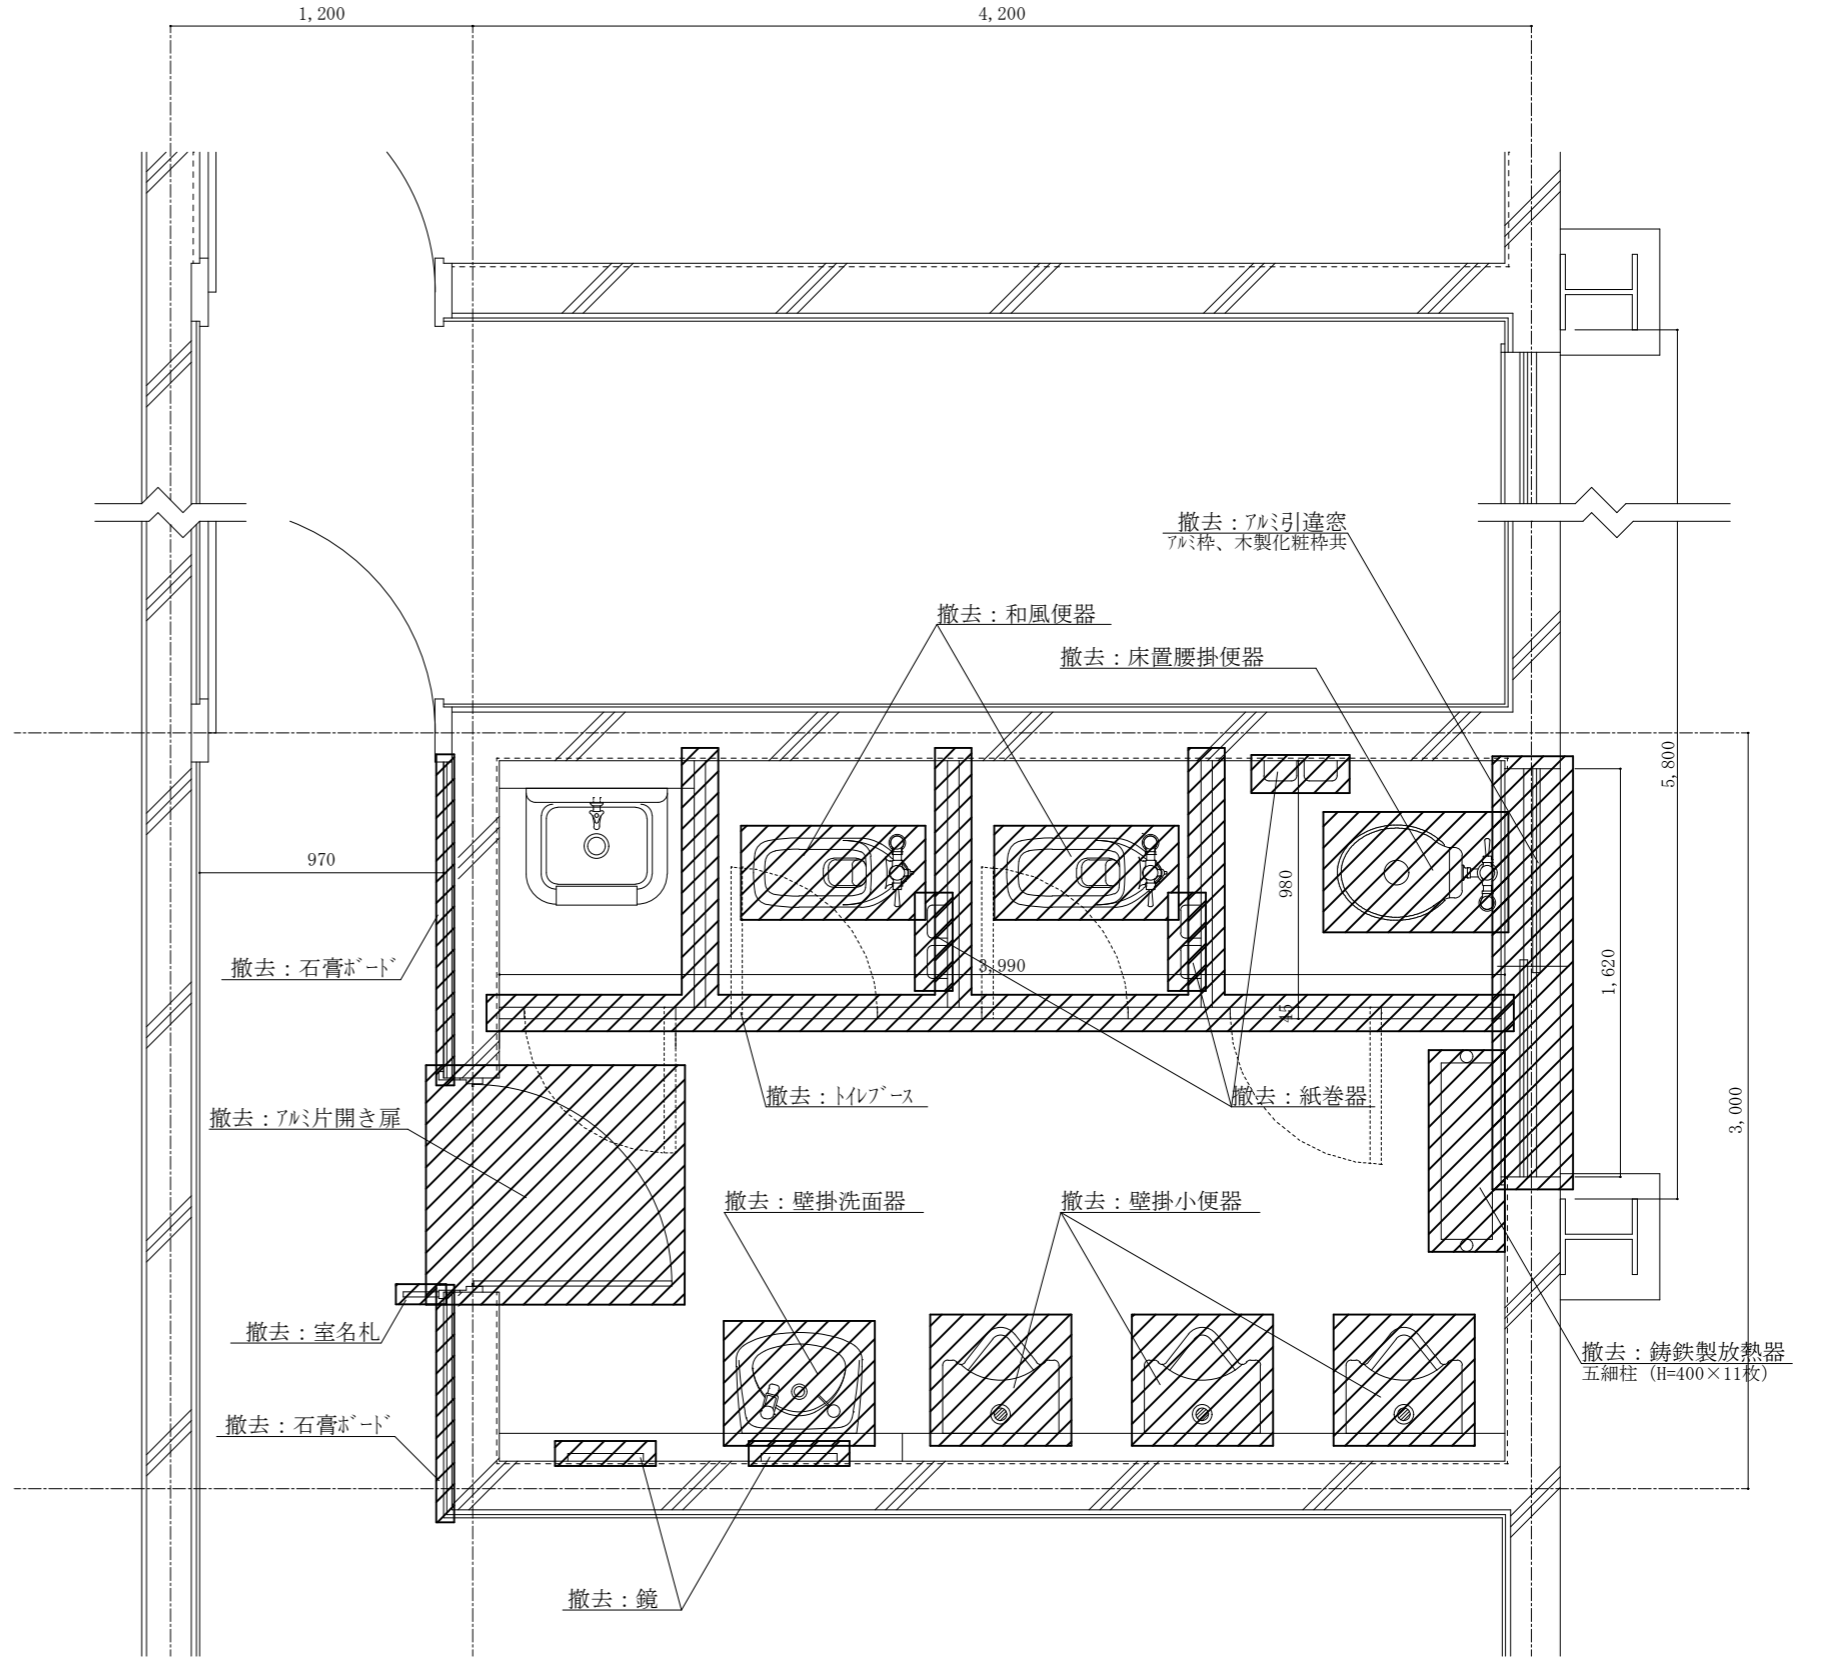 1,200
4,200
撤去：ｱﾙﾐ引違窓
ｱﾙﾐ枠、木製化粧枠共
撤去：和風便器
撤去：床置腰掛便器
5,800
970
980
3,990
1,620
45
撤去：石膏ﾎﾞｰﾄﾞ
撤去：ﾄｲﾚﾌﾞｰｽ
撤去：紙巻器
撤去：ｱﾙﾐ片開き扉
3,000
撤去：壁掛洗面器
撤去：壁掛小便器
撤去：室名札
撤去：鋳鉄製放熱器
五細柱（H=400×11枚）
撤去：石膏ﾎﾞｰﾄﾞ
撤去：鏡